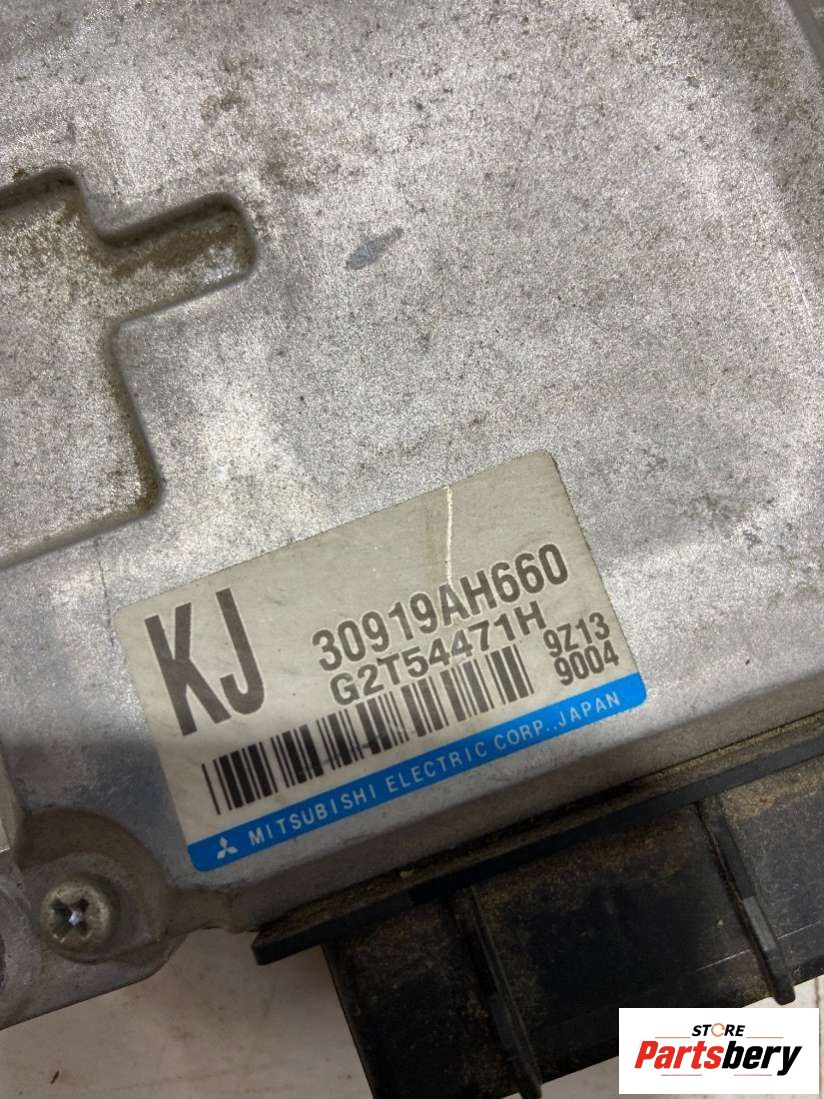 KJ
30919AH660
G2T54471H
9Z13
9004
MITSUBISHI ELECTRIC CORP., JAPAN
STORE
Partsbery